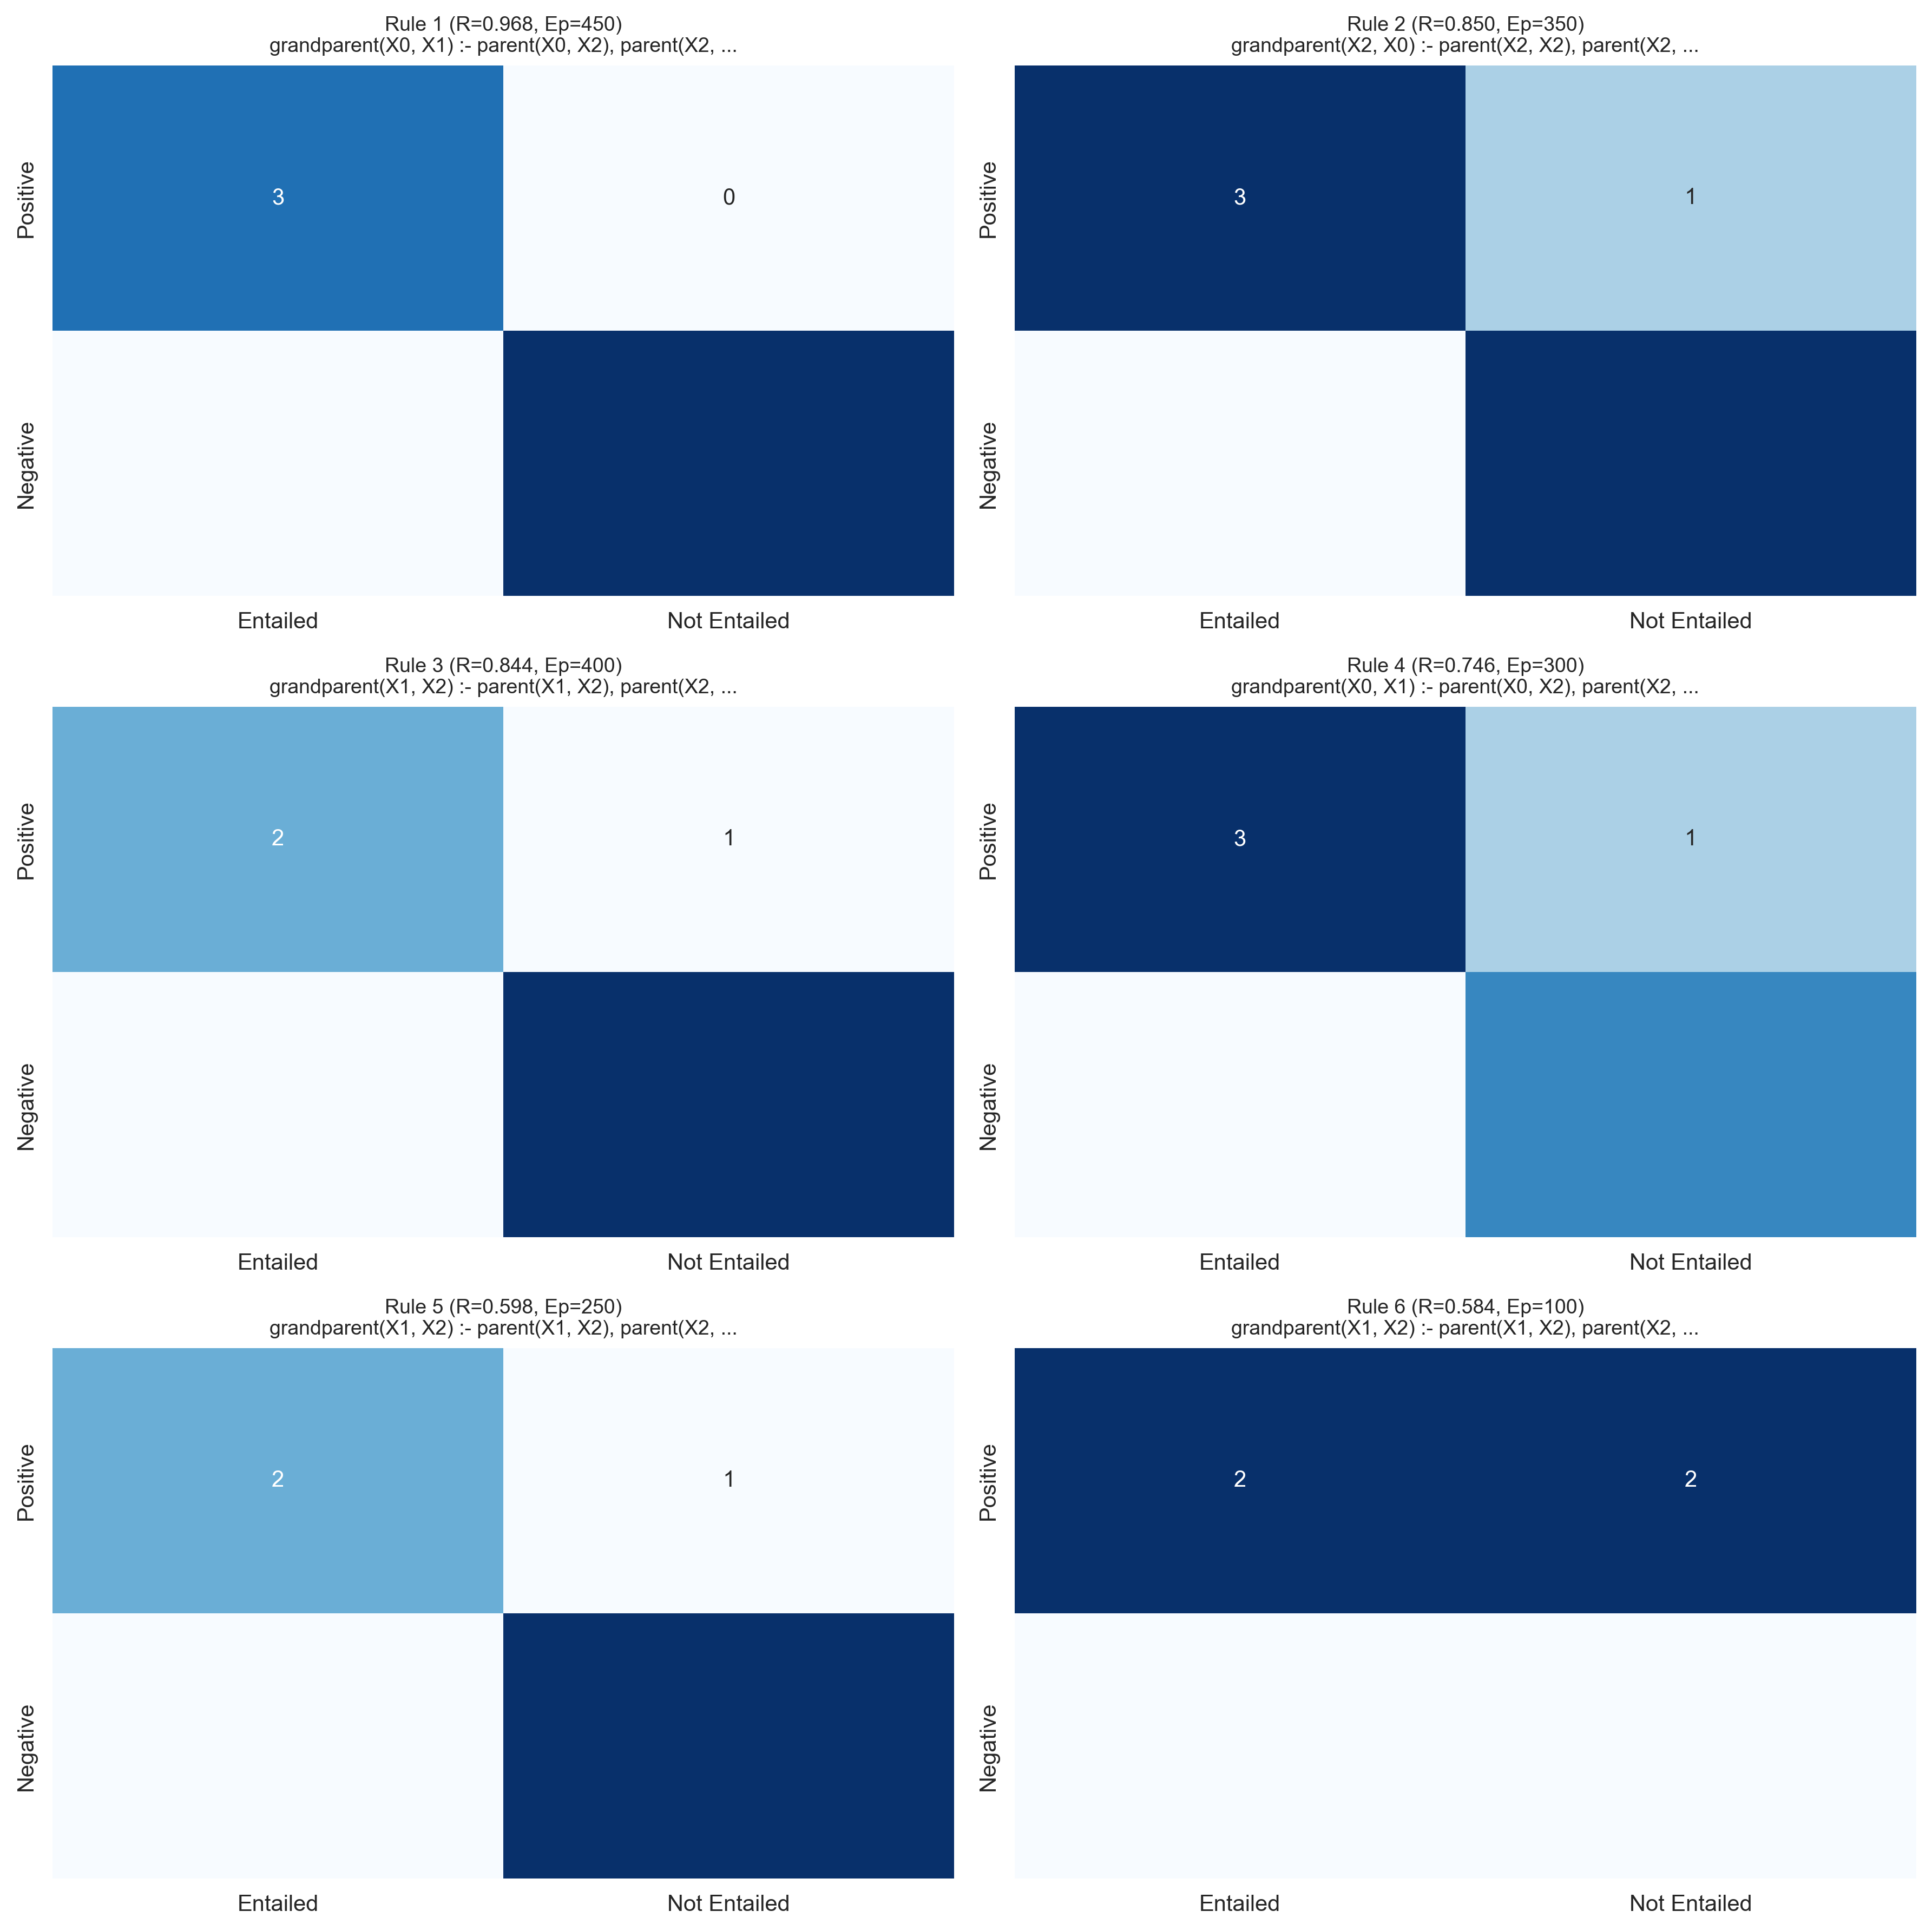 Rule 1 (R=0.968, Ep=450)
grandparent(X0, X1) :- parent(X0, X2), parent(X2, ...
Positive
3
0
Negative
Entailed
Not Entailed
Rule 2 (R=0.850, Ep=350)
grandparent(X2, X0) :- parent(X2, X2), parent(X2, ...
Positive
3
1
Negative
Entailed
Not Entailed
Rule 3 (R=0.844, Ep=400)
grandparent(X1, X2) :- parent(X1, X2), parent(X2, ...
Positive
2
1
Negative
Entailed
Not Entailed
Rule 4 (R=0.746, Ep=300)
grandparent(X0, X1) :- parent(X0, X2), parent(X2, ...
Positive
3
1
Negative
Entailed
Not Entailed
Rule 5 (R=0.598, Ep=250)
grandparent(X1, X2) :- parent(X1, X2), parent(X2, ...
Positive
2
1
Negative
Entailed
Not Entailed
Rule 6 (R=0.584, Ep=100)
grandparent(X1, X2) :- parent(X1, X2), parent(X2, ...
Positive
2
2
Negative
Entailed
Not Entailed